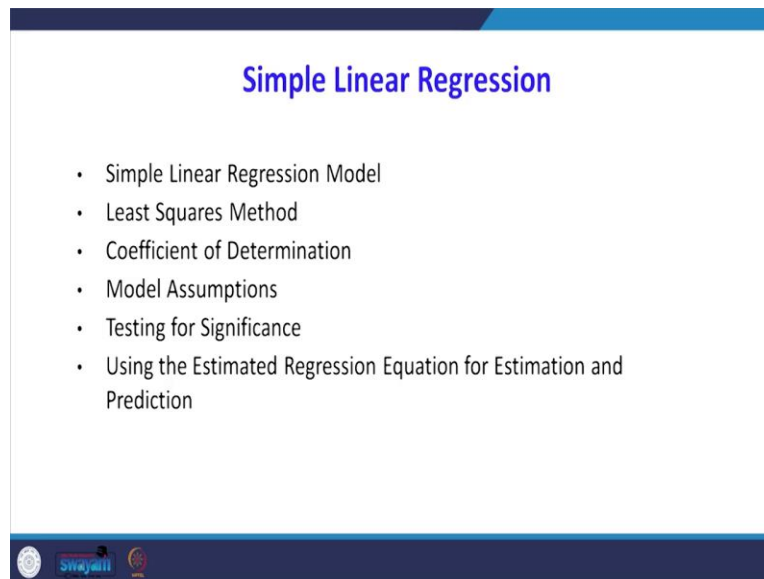 Simple Linear Regression
• Simple Linear Regression Model
• Least Squares Method
• Coefficient of Determination
• Model Assumptions
• Testing for Significance
• Using the Estimated Regression Equation for Estimation and
Prediction
swayam